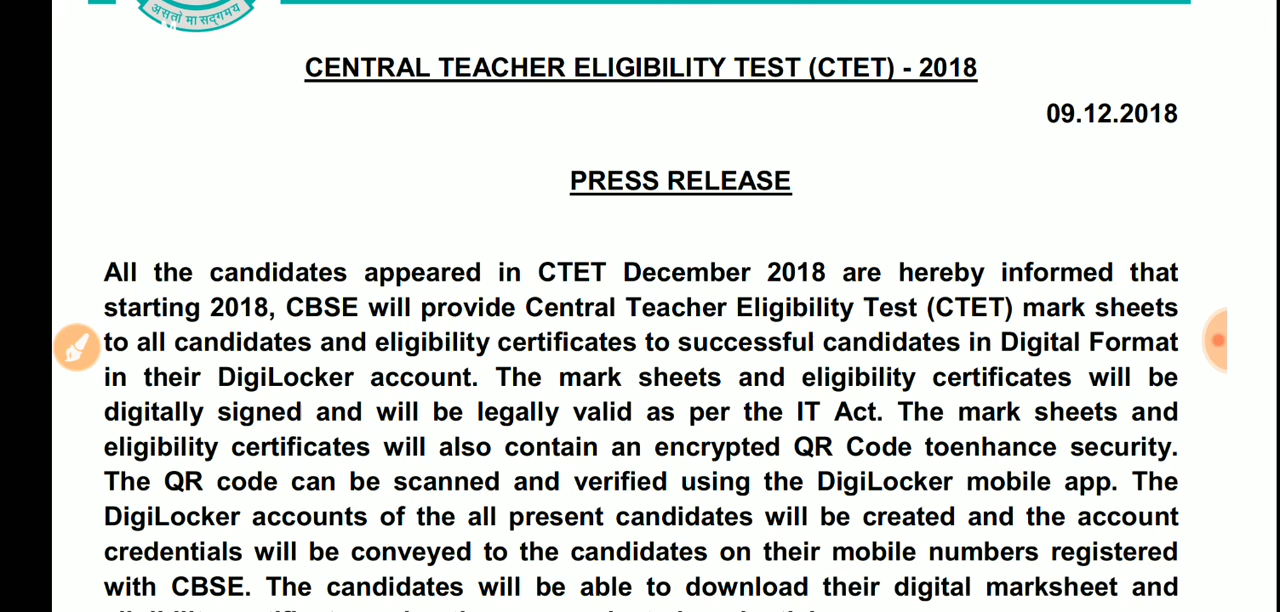 असतो मा सद्गमय
CENTRAL TEACHER ELIGIBILITY TEST (CTET) - 2018
09.12.2018
PRESS RELEASE
All the candidates appeared in CTET December 2018 are hereby informed that
starting 2018, CBSE will provide Central Teacher Eligibility Test (CTET) mark sheets
to all candidates and eligibility certificates to successful candidates in Digital Format
in their DigiLocker account. The mark sheets and eligibility certificates will be
digitally signed and will be legally valid as per the IT Act. The mark sheets and
eligibility certificates will also contain an encrypted QR Code toenhance security.
The QR code can be scanned and verified using the DigiLocker mobile app. The
DigiLocker accounts of the all present candidates will be created and the account
credentials will be conveyed to the candidates on their mobile numbers registered
with CBSE. The candidates will be able to download their digital marksheet and